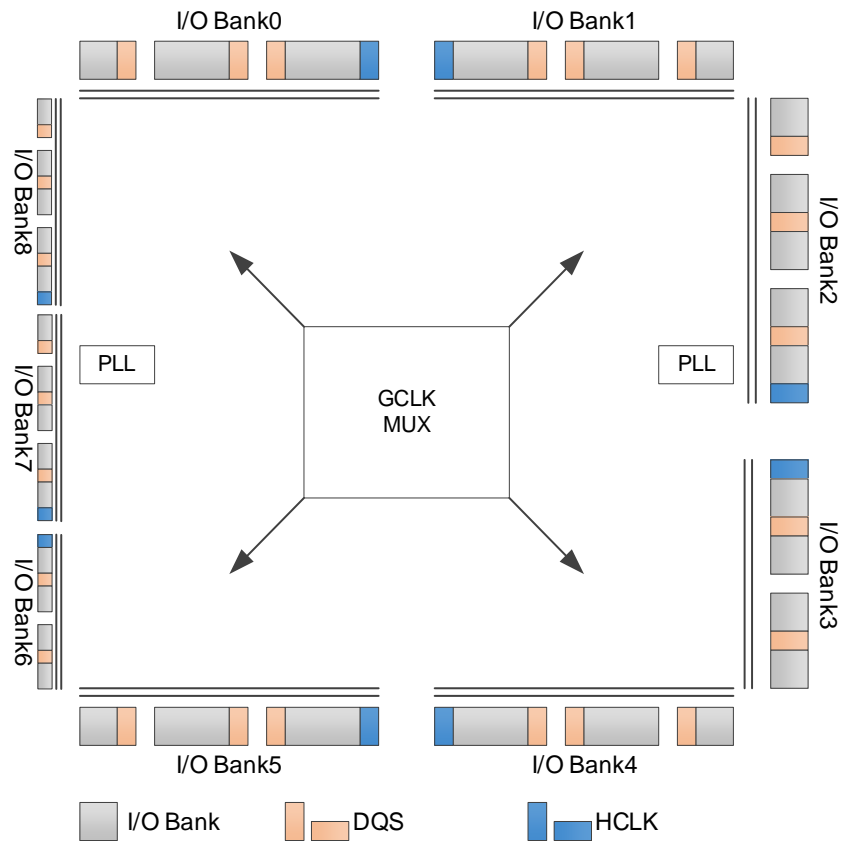 I/O Bank0
I/O Bank1
I/O Bank8
I/O Bank2
PLL
PLL
GCLK
MUX
I/O Bank7
I/O Bank3
I/O Bank6
I/O Bank5
I/O Bank4
I/O Bank
DQS
HCLK